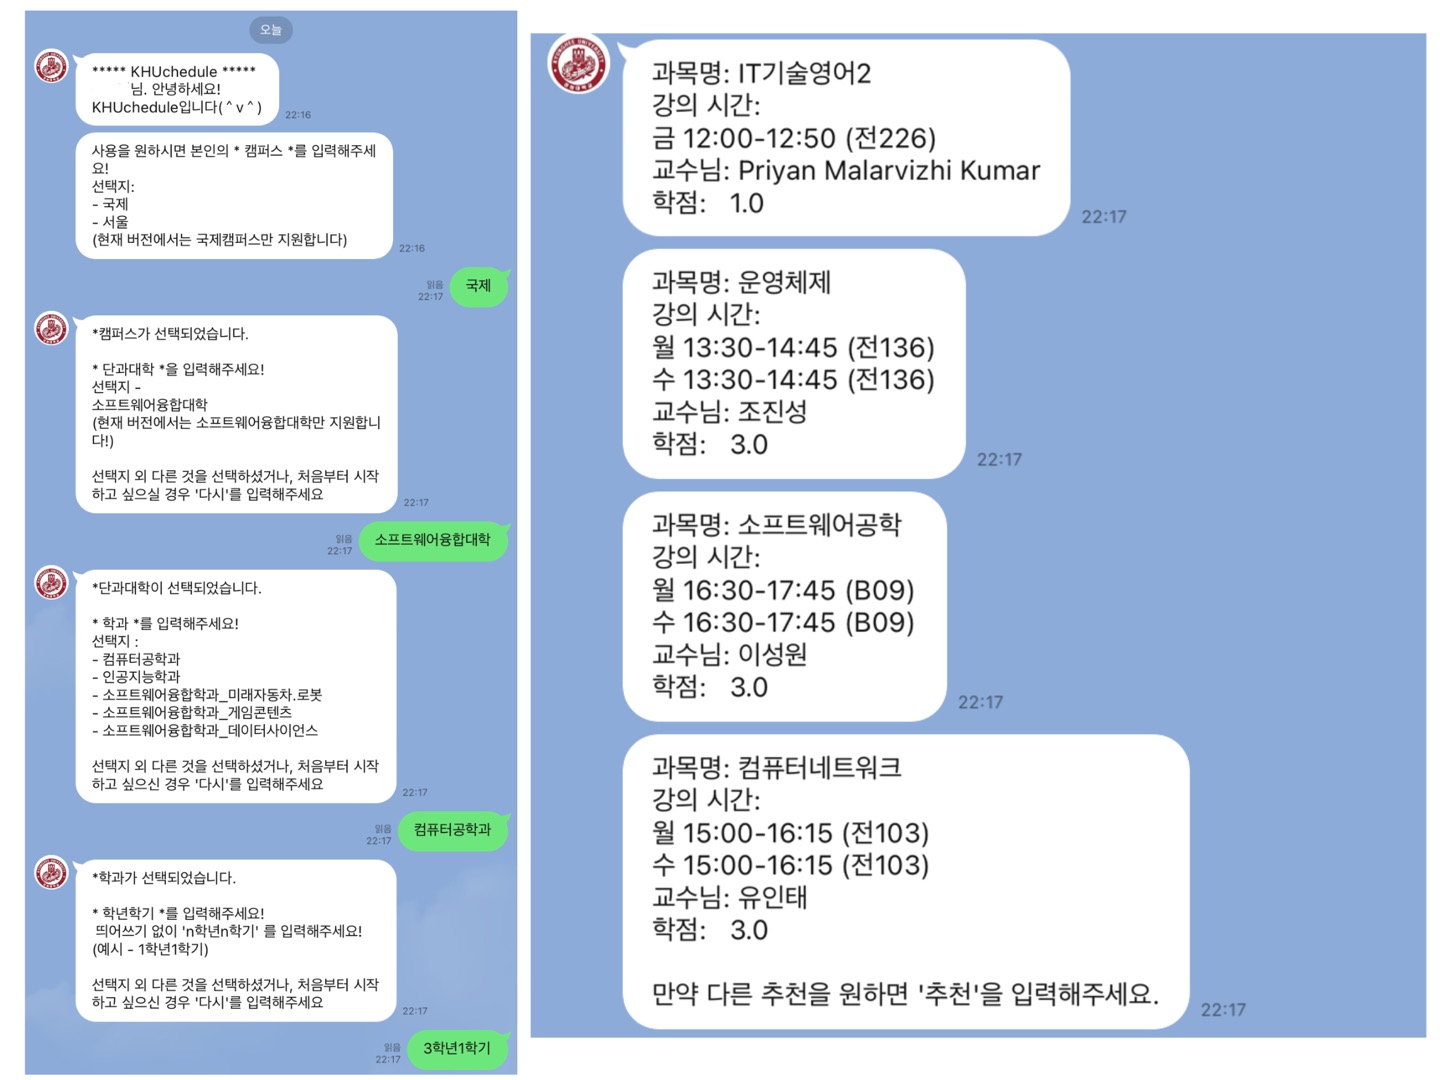 오늘
***** KHUchedule *****
님. 안녕하세요!
KHUchedule입니다( ^ v ^ )
22:16
사용을 원하시면 본인의 * 캠퍼스 *를 입력해주세
요!
선택지:
- 국제
- 서울
(현재 버전에서는 국제캠퍼스만 지원합니다)
22:16
국제
읽음
22:17
*캠퍼스가 선택되었습니다.
* 단과대학 *을 입력해주세요!
선택지 -
소프트웨어융합대학
(현재 버전에서는 소프트웨어융합대학만 지원합니
다!)
선택지 외 다른 것을 선택하셨거나, 처음부터 시작
하고 싶으실 경우 '다시'를 입력해주세요
22:17
소프트웨어융합대학
읽음
22:17
*단과대학이 선택되었습니다.
* 학과 *를 입력해주세요!
선택지 :
- 컴퓨터공학과
- 인공지능학과
- 소프트웨어융합학과_미래자동차.로봇
- 소프트웨어융합학과_게임콘텐츠
- 소프트웨어융합학과_데이터사이언스
선택지 외 다른 것을 선택하셨거나, 처음부터 시작
하고 싶으신 경우 '다시'를 입력해주세요
22:17
컴퓨터공학과
읽음
22:17
*학과가 선택되었습니다.
* 학년학기 *를 입력해주세요!
띄어쓰기 없이 'n학년n학기' 를 입력해주세요!
(예시 - 1학년1학기)
선택지 외 다른 것을 선택하셨거나, 처음부터 시작
하고 싶으신 경우 '다시'를 입력해주세요
22:17
3학년1학기
읽음
22:17
과목명: IT기술영어2
강의 시간:
금 12:00-12:50 (전226)
교수님: Priyan Malarvizhi Kumar
학점: 1.0
22:17
과목명: 운영체제
강의 시간:
월 13:30-14:45 (전136)
수 13:30-14:45 (전136)
교수님: 조진성
학점: 3.0
22:17
과목명: 소프트웨어공학
강의 시간:
월 16:30-17:45 (B09)
수 16:30-17:45 (B09)
교수님: 이성원
학점: 3.0
22:17
과목명: 컴퓨터네트워크
강의 시간:
월 15:00-16:15 (전103)
수 15:00-16:15 (전103)
교수님: 유인태
학점: 3.0
만약 다른 추천을 원하면 '추천'을 입력해주세요.
22:17